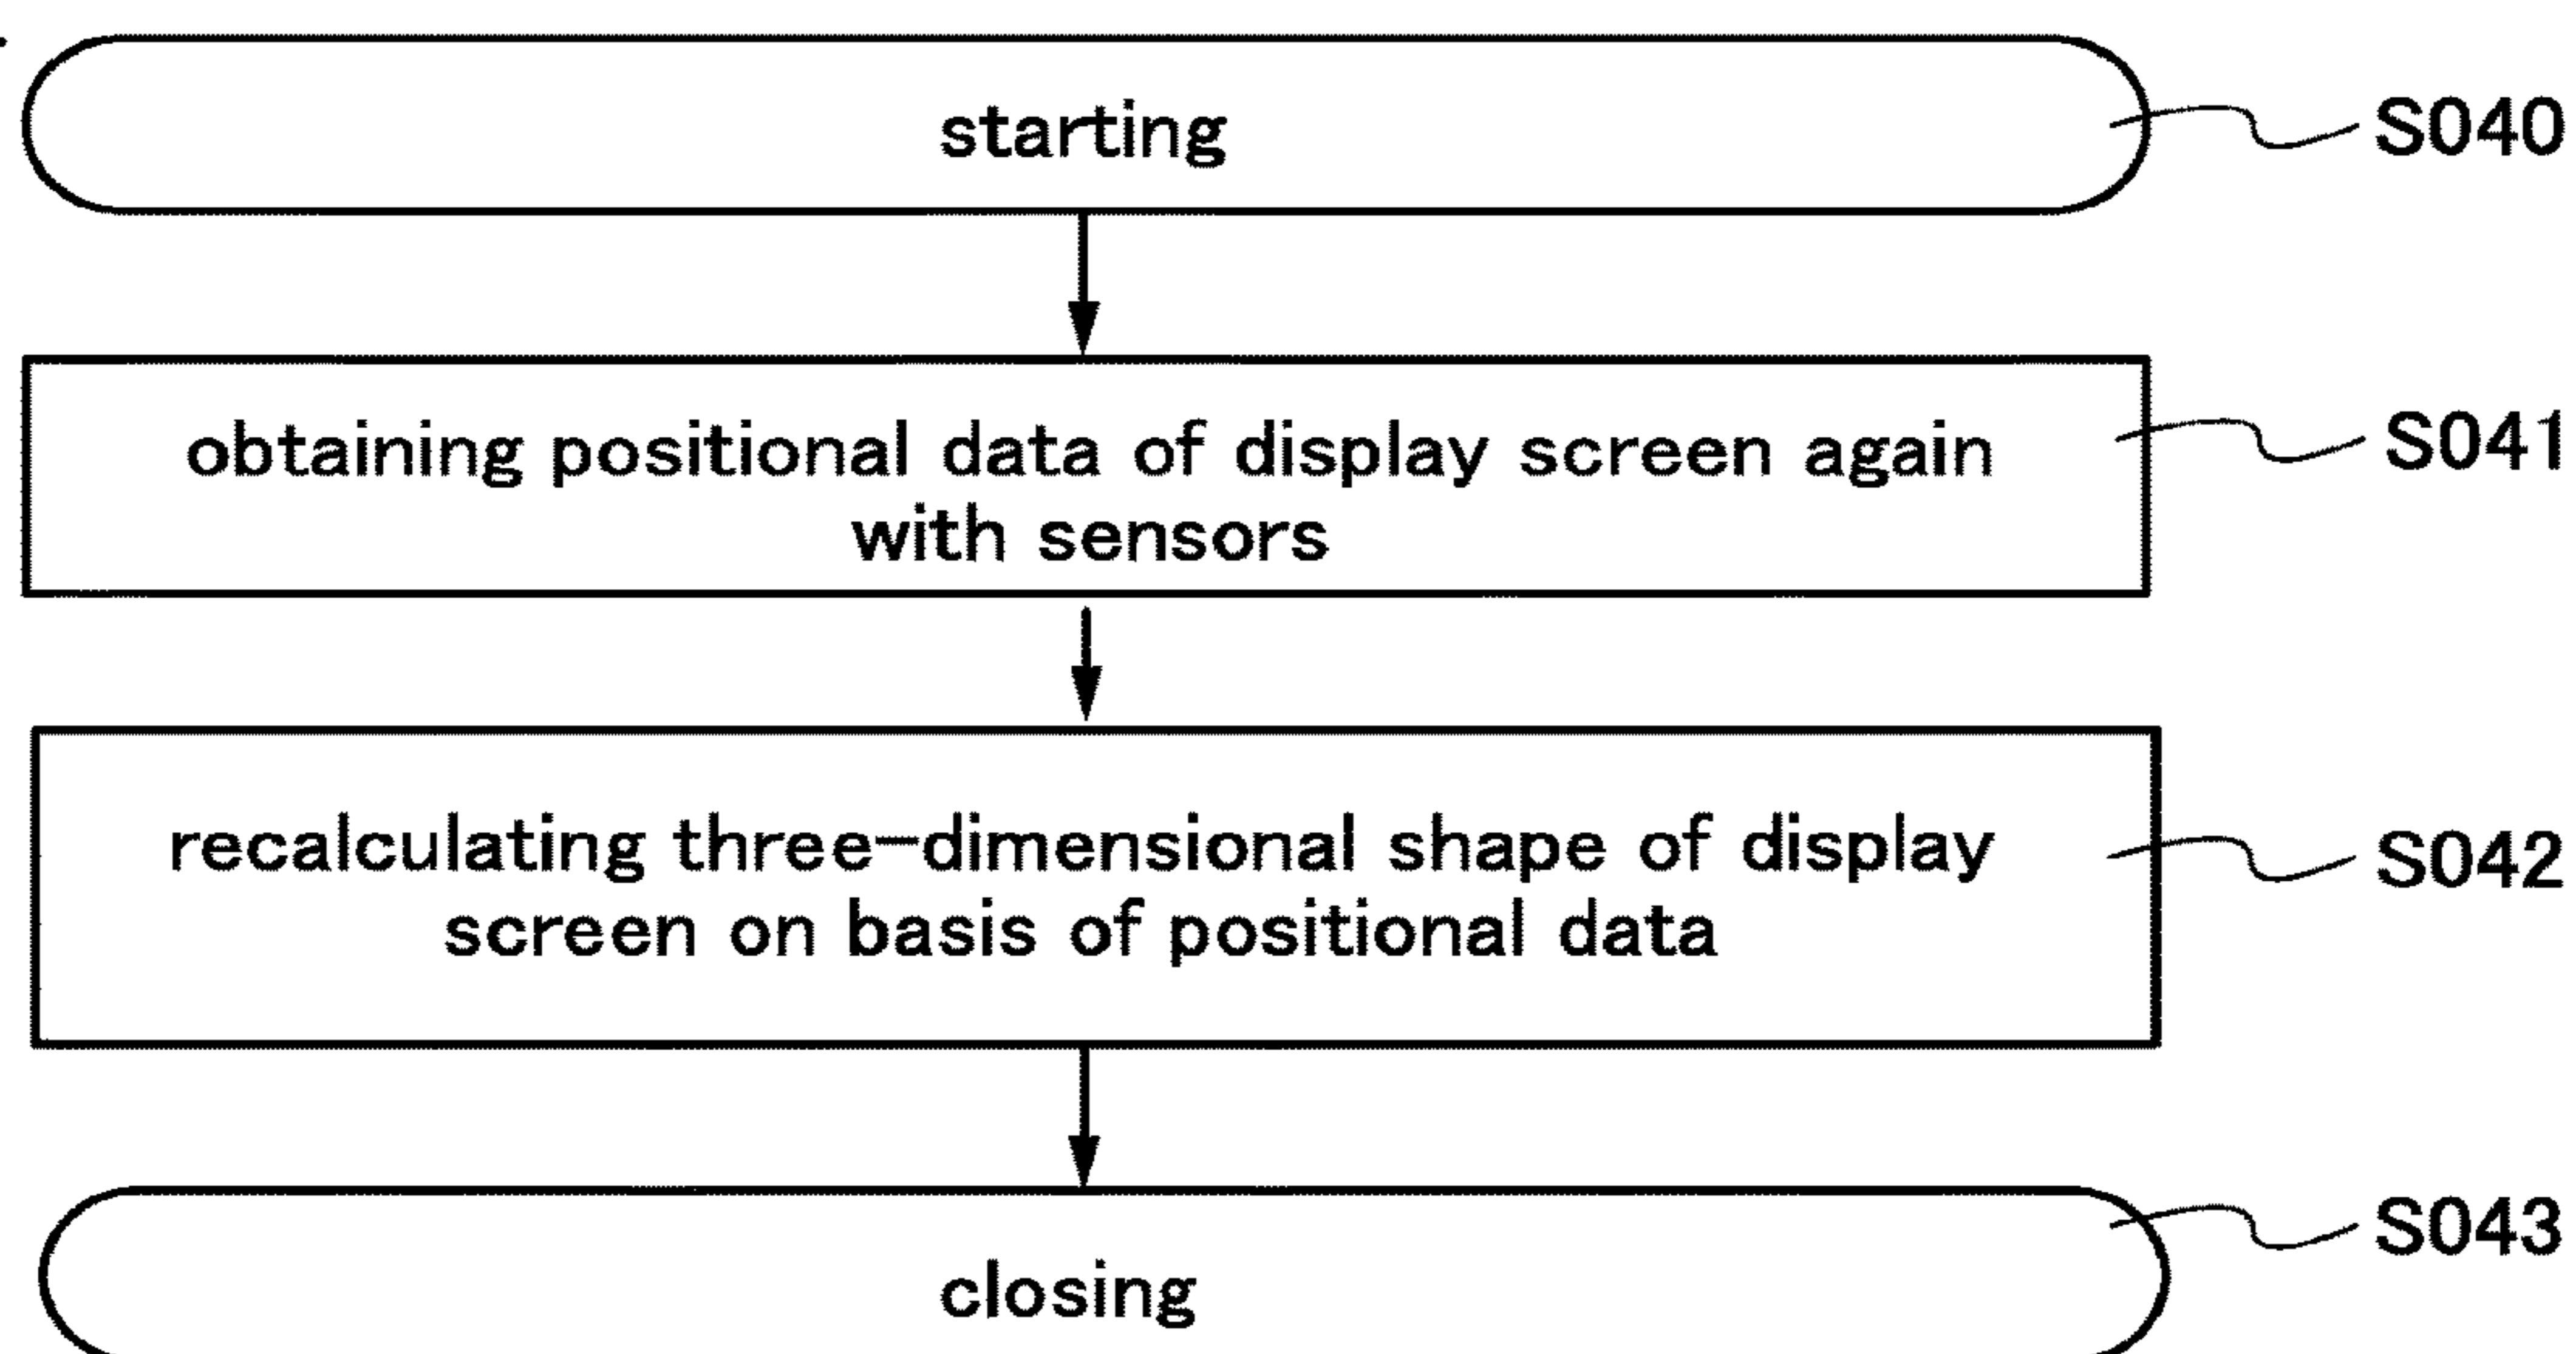 starting
S040
obtaining positional data of display screen again
with sensors
S041
recalculating three-dimensional shape of display
screen on basis of positional data
S042
closing
S043